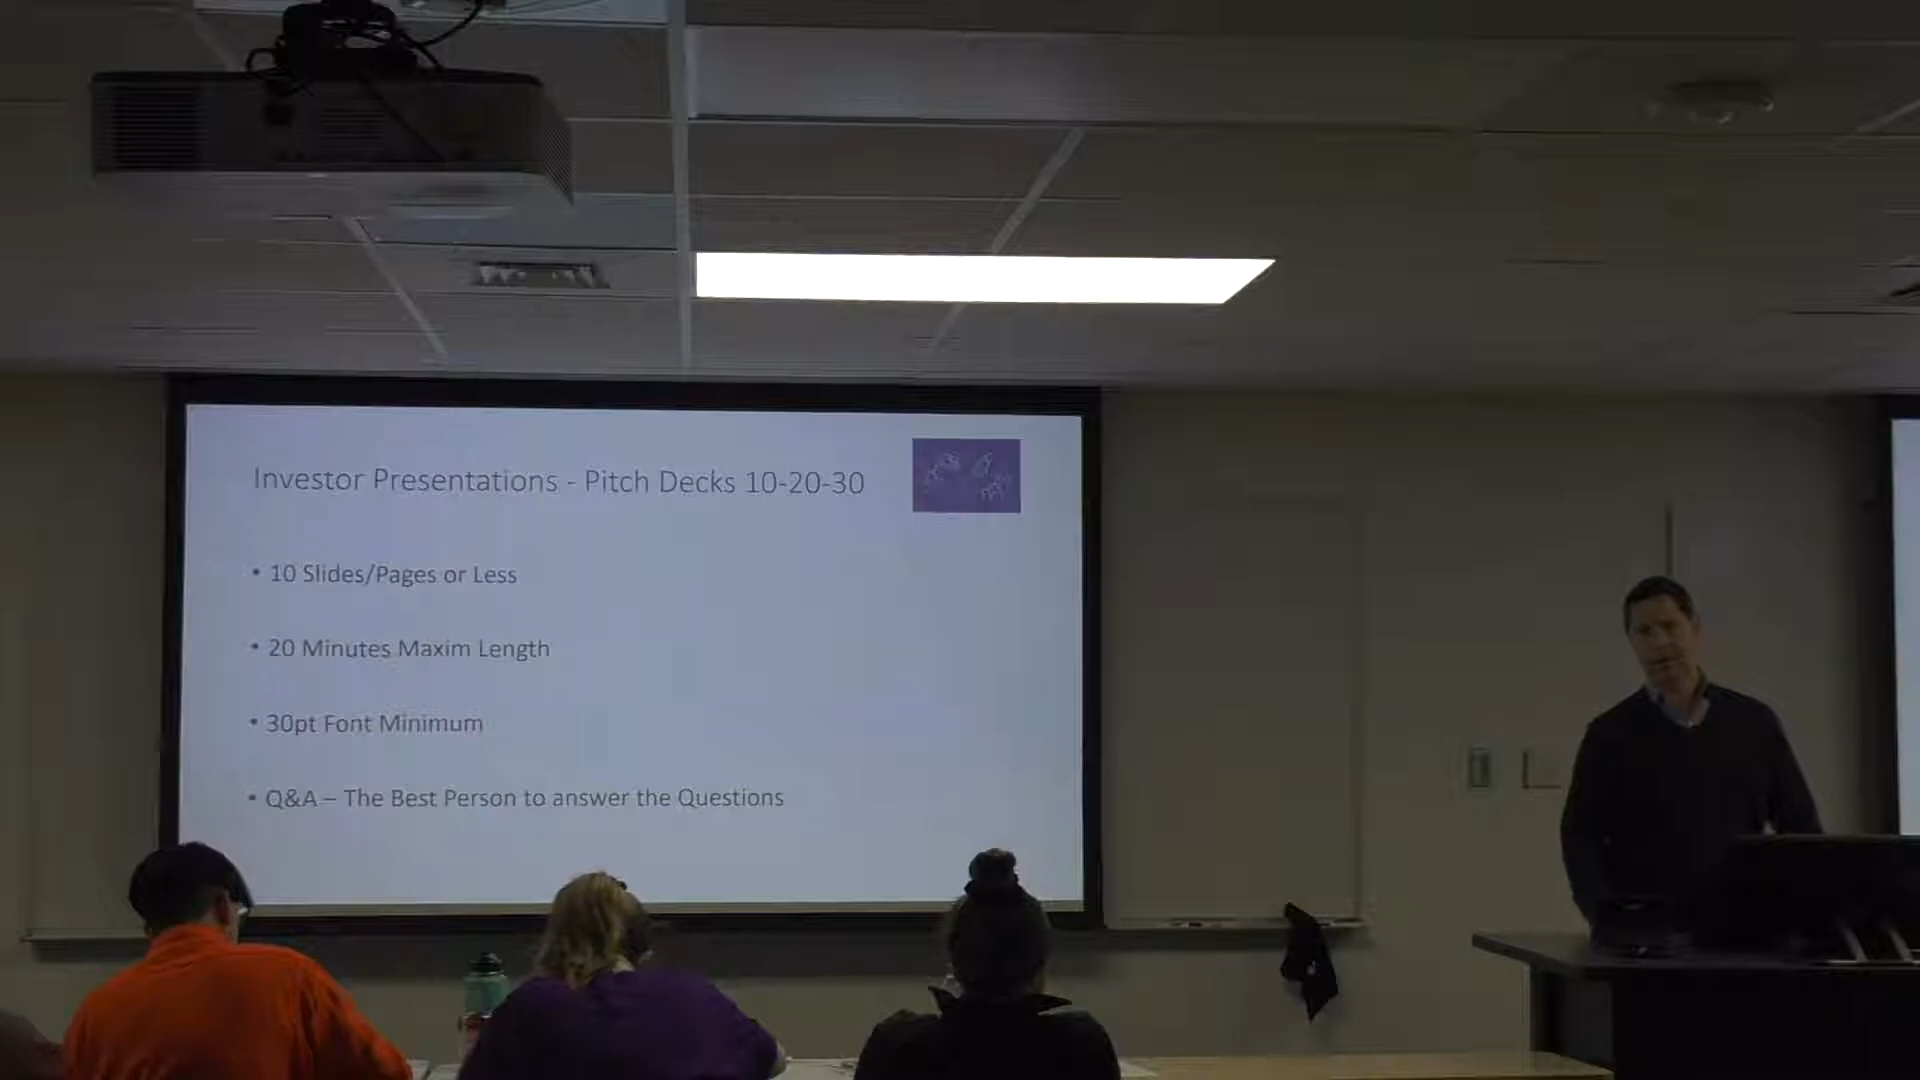 Investor Presentations - Pitch Decks 10-20-30
• 10 Slides/Pages or Less
• 20 Minutes Maxim Length
• 30pt Font Minimum
• Q&A – The Best Person to answer the Questions